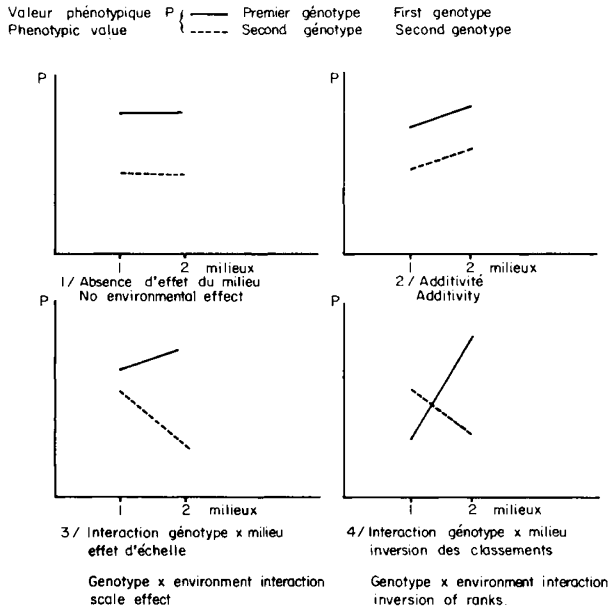 Valeur phénotypique P { Premier génotype First genotype
Phenotypic value Second génotype Second genotype
P
P
1 2 milieux
1/ Absence d'effet du milieu
No environmental effect
1 2 milieux
2/ Additivité
Additivity
P
P
1 2 milieux
3/ Interaction génotype x milieu
effet d'échelle
Genotype x environment interaction
scale effect
1 2 milieux
4/ Interaction génotype x milieu
inversion des classements
Genotype x environment interaction
inversion of ranks.